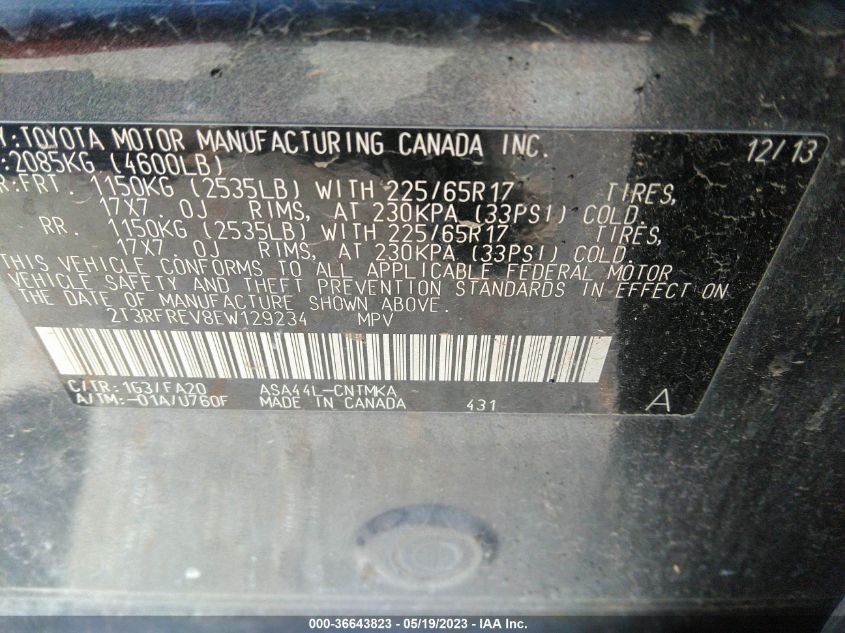 Y:TOYOTA MOTOR MANUFACTURING CANADA INC. 12/13
:2085KG (4600LB)
R:FRT. 1150KG (2535LB) WITH 225/65R17 TIRES,
17X7.0J RIMS, AT 230KPA (33PSI) COLD.
RR. 1150KG (2535LB) WITH 225/65R17 TIRES,
17X7.0J RIMS, AT 230KPA (33PSI) COLD.
THIS VEHICLE CONFORMS TO ALL APPLICABLE FEDERAL MOTOR
VEHICLE SAFETY AND THEFT PREVENTION STANDARDS IN EFFECT ON
THE DATE OF MANUFACTURE SHOWN ABOVE.
2T3RFREV8EW129234 MPV
C/TR: 1G3/FA20 ASA44L-CNTMKA
A/TM:-01A/U760F MADE IN CANADA 431 A
000-36643823 - 05/19/2023 - IAA Inc.